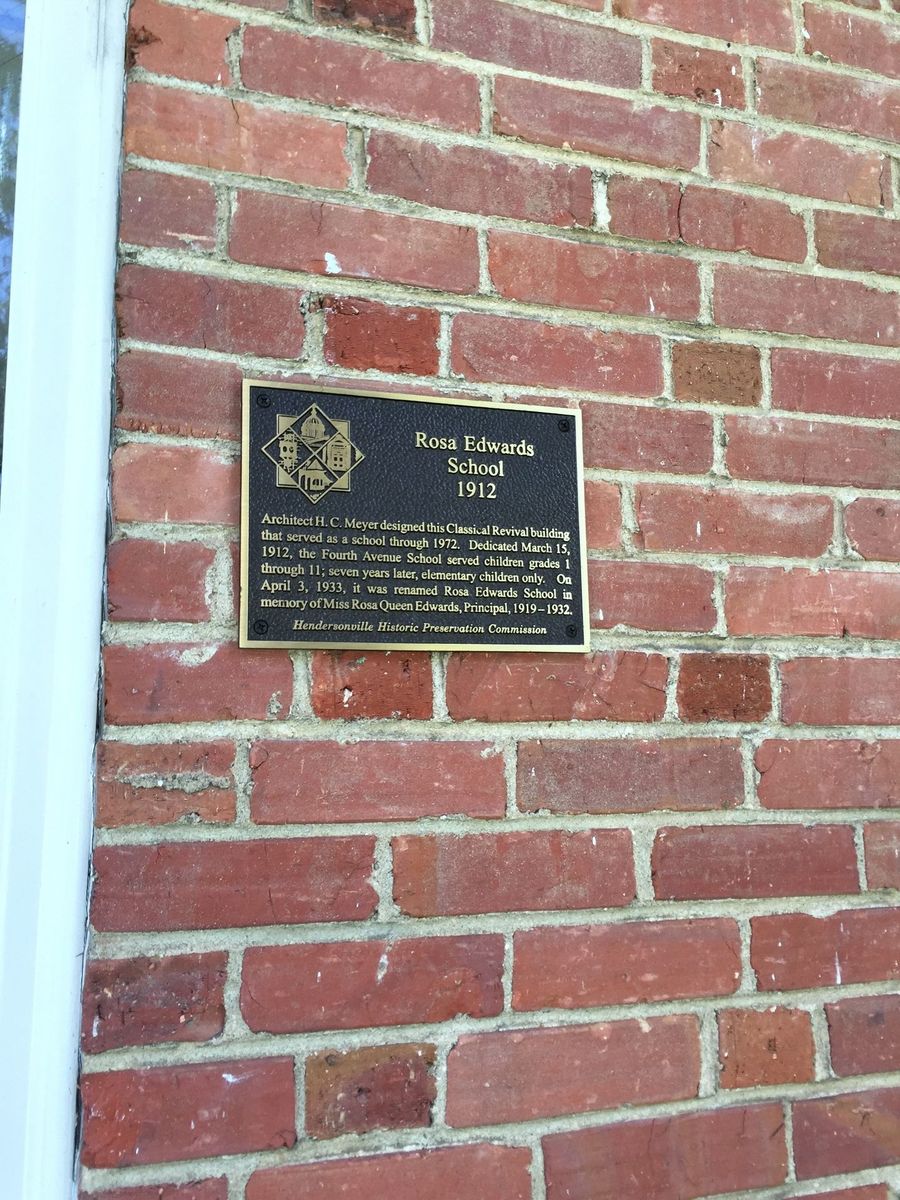 Rosa Edwards
School
1912
Architect H. C. Meyer designed this Classical Revival building
that served as a school through 1972. Dedicated March 15,
1912, the Fourth Avenue School served children grades 1
through 11; seven years later, elementary children only. On
April 3, 1933, it was renamed Rosa Edwards School in
memory of Miss Rosa Queen Edwards, Principal, 1919–1932.
Hendersonville Historic Preservation Commission